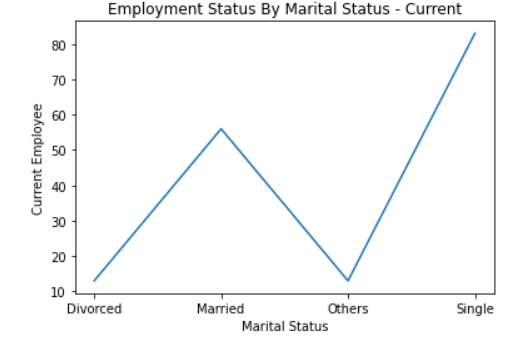 Employment Status By Marital Status - Current
80
70
60
50
40
30
20
10
Current Employee
Divorced Married Others Single
Marital Status